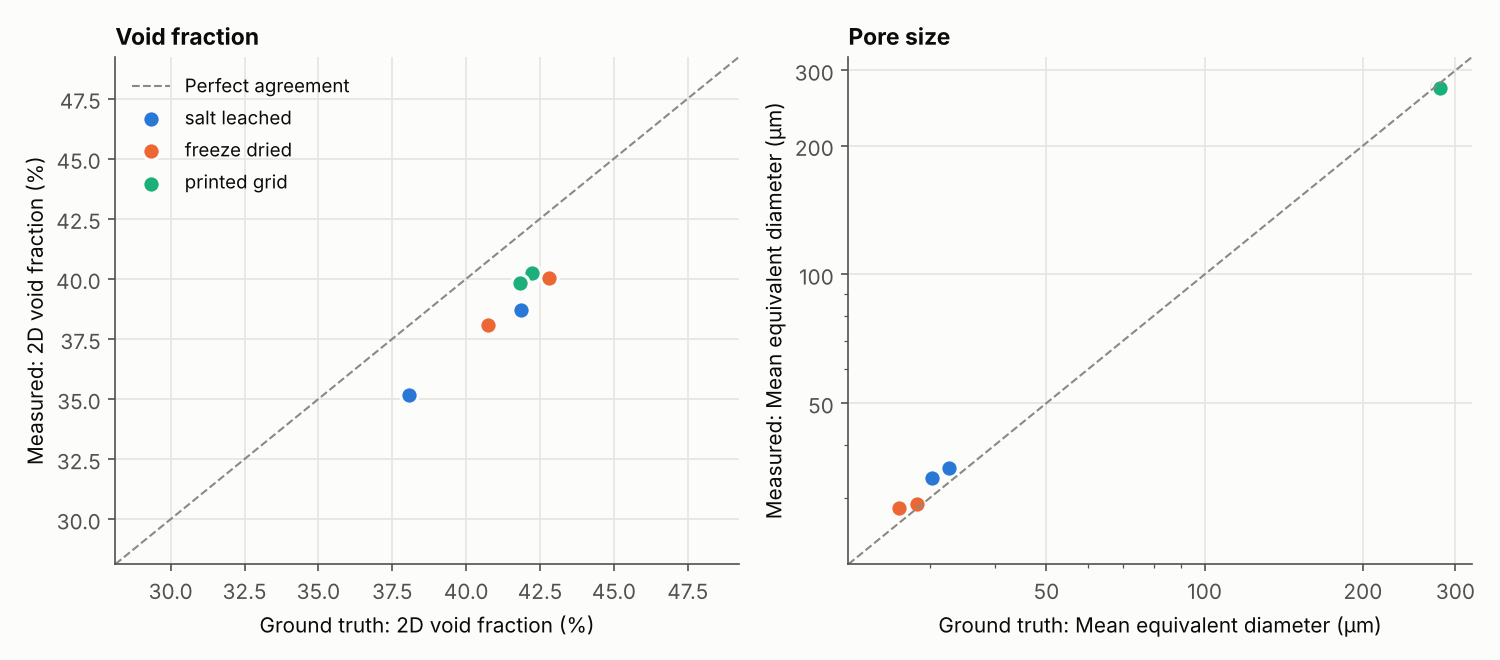 Void fraction
Perfect agreement
salt leached
freeze dried
printed grid
47.5
45.0
42.5
40.0
37.5
35.0
32.5
30.0
Measured: 2D void fraction (%)
30.0 32.5 35.0 37.5 40.0 42.5 45.0 47.5
Ground truth: 2D void fraction (%)
Pore size
300
200
100
50
Measured: Mean equivalent diameter (μm)
50 100 200 300
Ground truth: Mean equivalent diameter (μm)